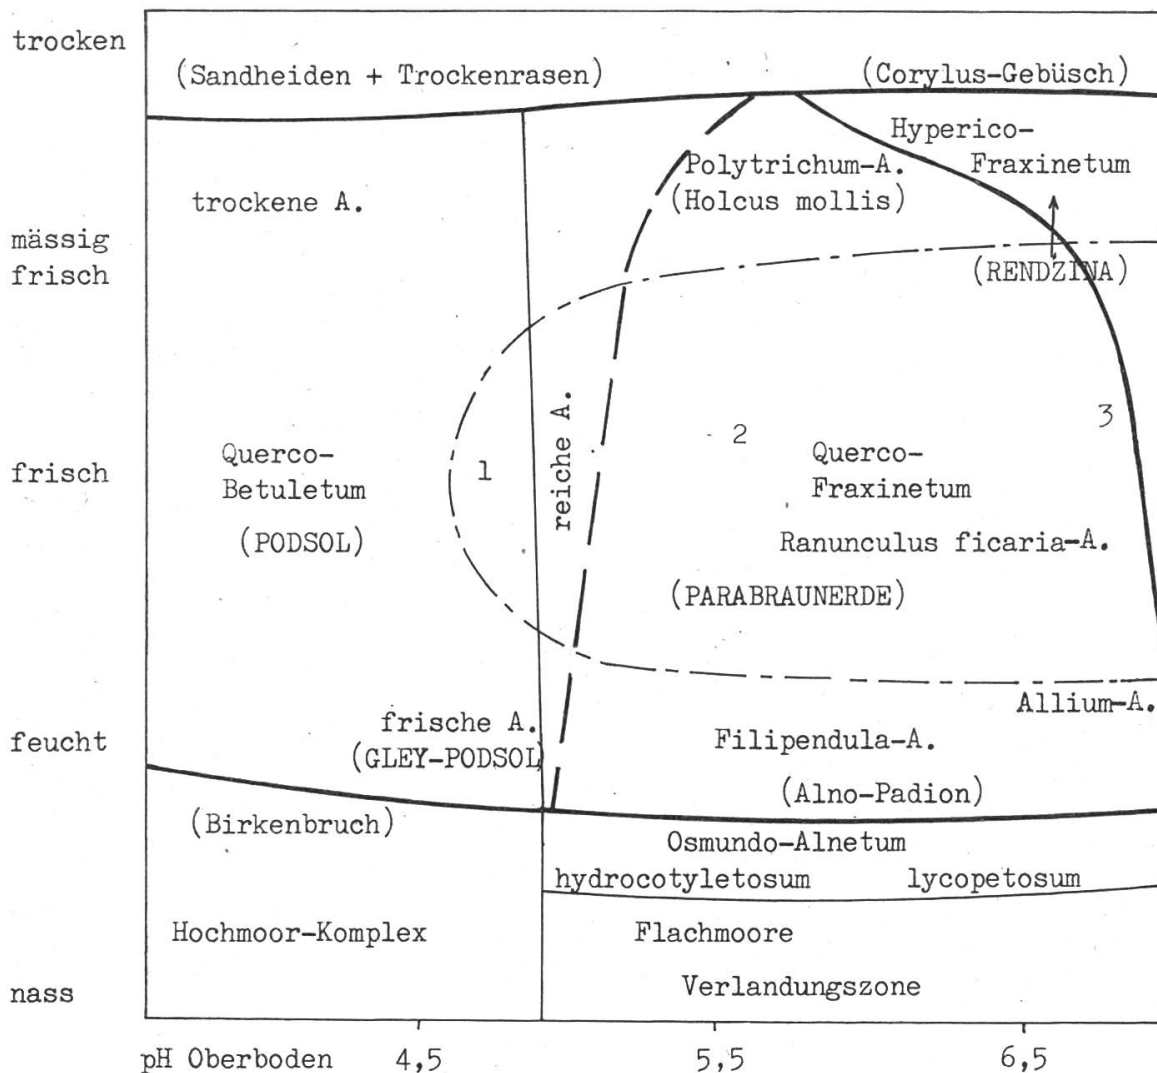 trocken
(Sandheiden + Trockenrasen)
(Corylus-Gebüsch)
Hyperico-
Fraxinetum
Polytrichum-A.
(Holcus mollis)
trockene A.
mässig
frisch
(RENDZINA)
reiche A.
1
2
3
frisch
Querco-
Betuletum
(PODSOL)
Querco-
Fraxinetum
Ranunculus ficaria-A.
(PARABRAUNERDE)
Allium-A.
feucht
frische A.
(GLEY-PODSOL)
Filipendula-A.
(Alno-Padion)
(Birkenbruch)
Osmundo-Alnetum
hydrocotyletosum lycopetosum
Hochmoor-Komplex
Flachmoore
Verlandungszone
nass
pH Oberboden 4,5 5,5 6,5